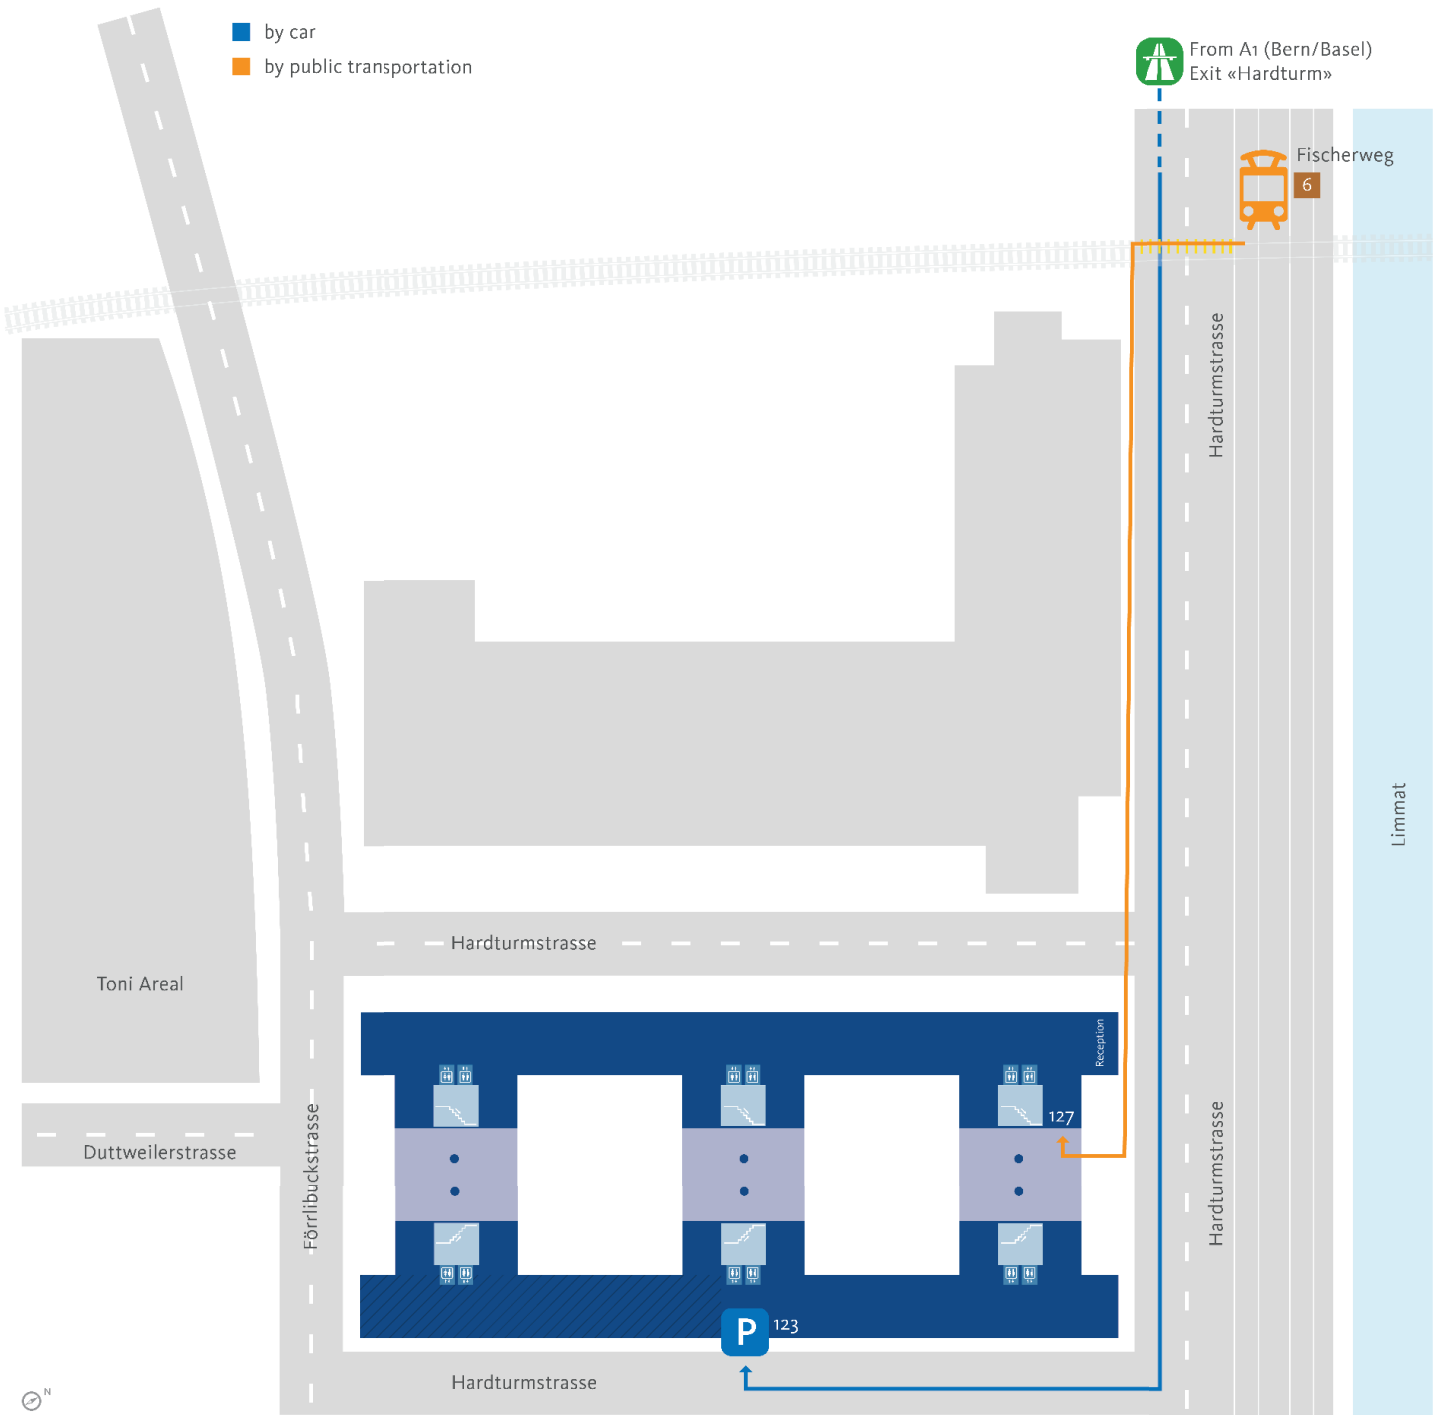 by car
by public transportation
From A1 (Bern/Basel)
Exit «Hardturm»
Fischerweg
6
Hardturmstrasse
Limmat
Hardturmstrasse
Toni Areal
Reception
127
Duttweilerstrasse
Förrlibuckstrasse
Hardturmstrasse
P
123
Hardturmstrasse
N